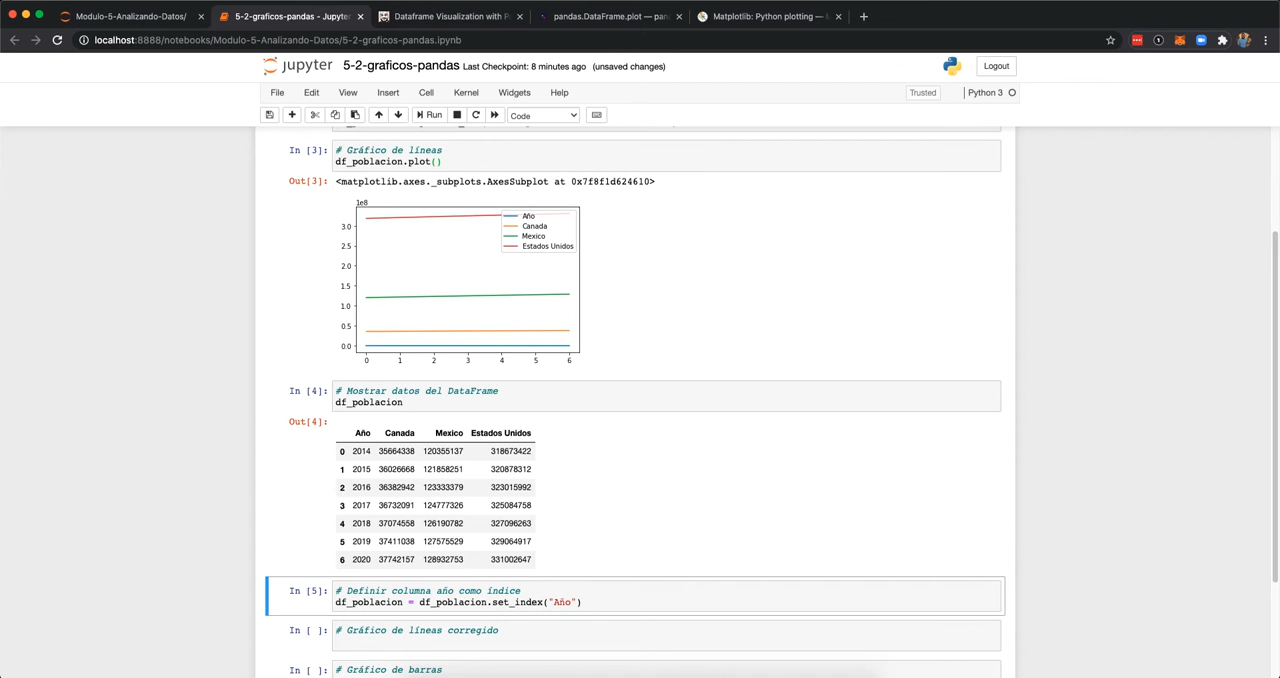 Modulo-5-Analizando-Datos/
5-2-graficos-pandas - Jupyter
Dataframe Visualization with P
pandas.DataFrame.plot — pan
Matplotlib: Python plotting — M
localhost:8888/notebooks/Modulo-5-Analizando-Datos/5-2-graficos-pandas.ipynb
jupyter 5-2-graficos-pandas Last Checkpoint: 8 minutes ago (unsaved changes) Logout
File Edit View Insert Cell Kernel Widgets Help Trusted Python 3
Run Code
In [3]: # Gráfico de líneas
df_poblacion.plot()
Out[3]: <matplotlib.axes._subplots.AxesSubplot at 0x7f8f1d624610>
1e8
3.0
2.5
2.0
1.5
1.0
0.5
0.0
0 1 2 3 4 5 6
Año
Canada
Mexico
Estados Unidos
In [4]: # Mostrar datos del DataFrame
df_poblacion
Out[4]:
Año Canada Mexico Estados Unidos
0 2014 35664338 120355137 318673422
1 2015 36026668 121858251 320878312
2 2016 36382942 123333379 323015992
3 2017 36732091 124777326 325084758
4 2018 37074558 126190782 327096263
5 2019 37411038 127575529 329064917
6 2020 37742157 128932753 331002647
In [5]: # Definir columna año como índice
df_poblacion = df_poblacion.set_index("Año")
In [ ]: # Gráfico de líneas corregido
In [ ]: # Gráfico de barras